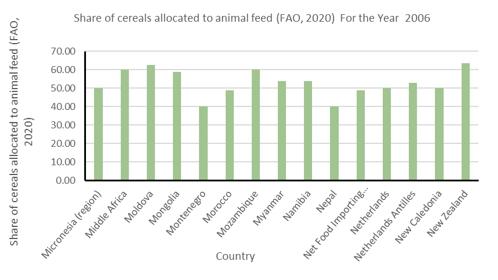 Share of cereals allocated to animal feed (FAO, 2020)  For the Year  2006
Share of cereals allocated to animal feed (FAO,
2020)
70.00
60.00
50.00
40.00
30.00
20.00
10.00
0.00
Micronesia (region)
Middle Africa
Moldova
Mongolia
Montenegro
Morocco
Mozambique
Myanmar
Namibia
Nepal
Net Food Importing...
Netherlands
Netherlands Antilles
New Caledonia
New Zealand
Country